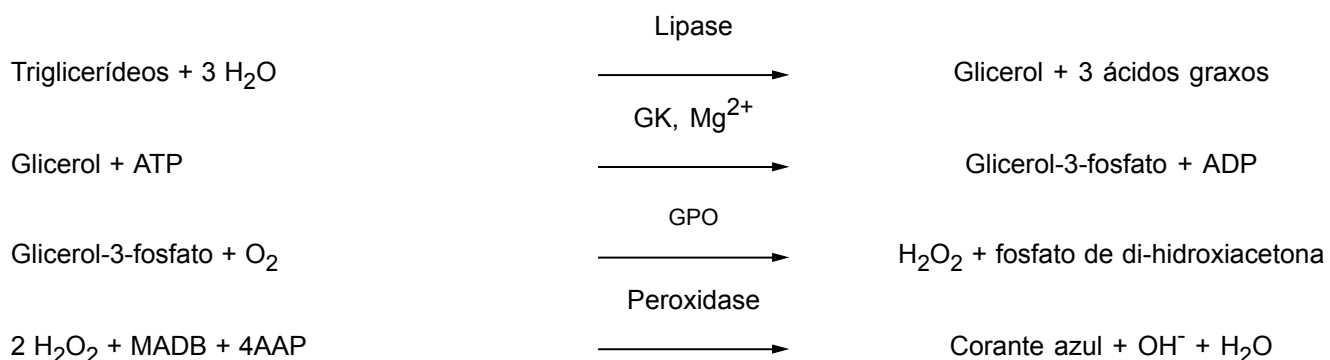 Lipase
Triglicerídeos + 3 H₂O Glicerol + 3 ácidos graxos
GK, Mg²⁺
Glicerol + ATP Glicerol-3-fosfato + ADP
GPO
Glicerol-3-fosfato + O₂ H₂O₂ + fosfato de di-hidroxiacetona
Peroxidase
2 H₂O₂ + MADB + 4AAP Corante azul + OH⁻ + H₂O